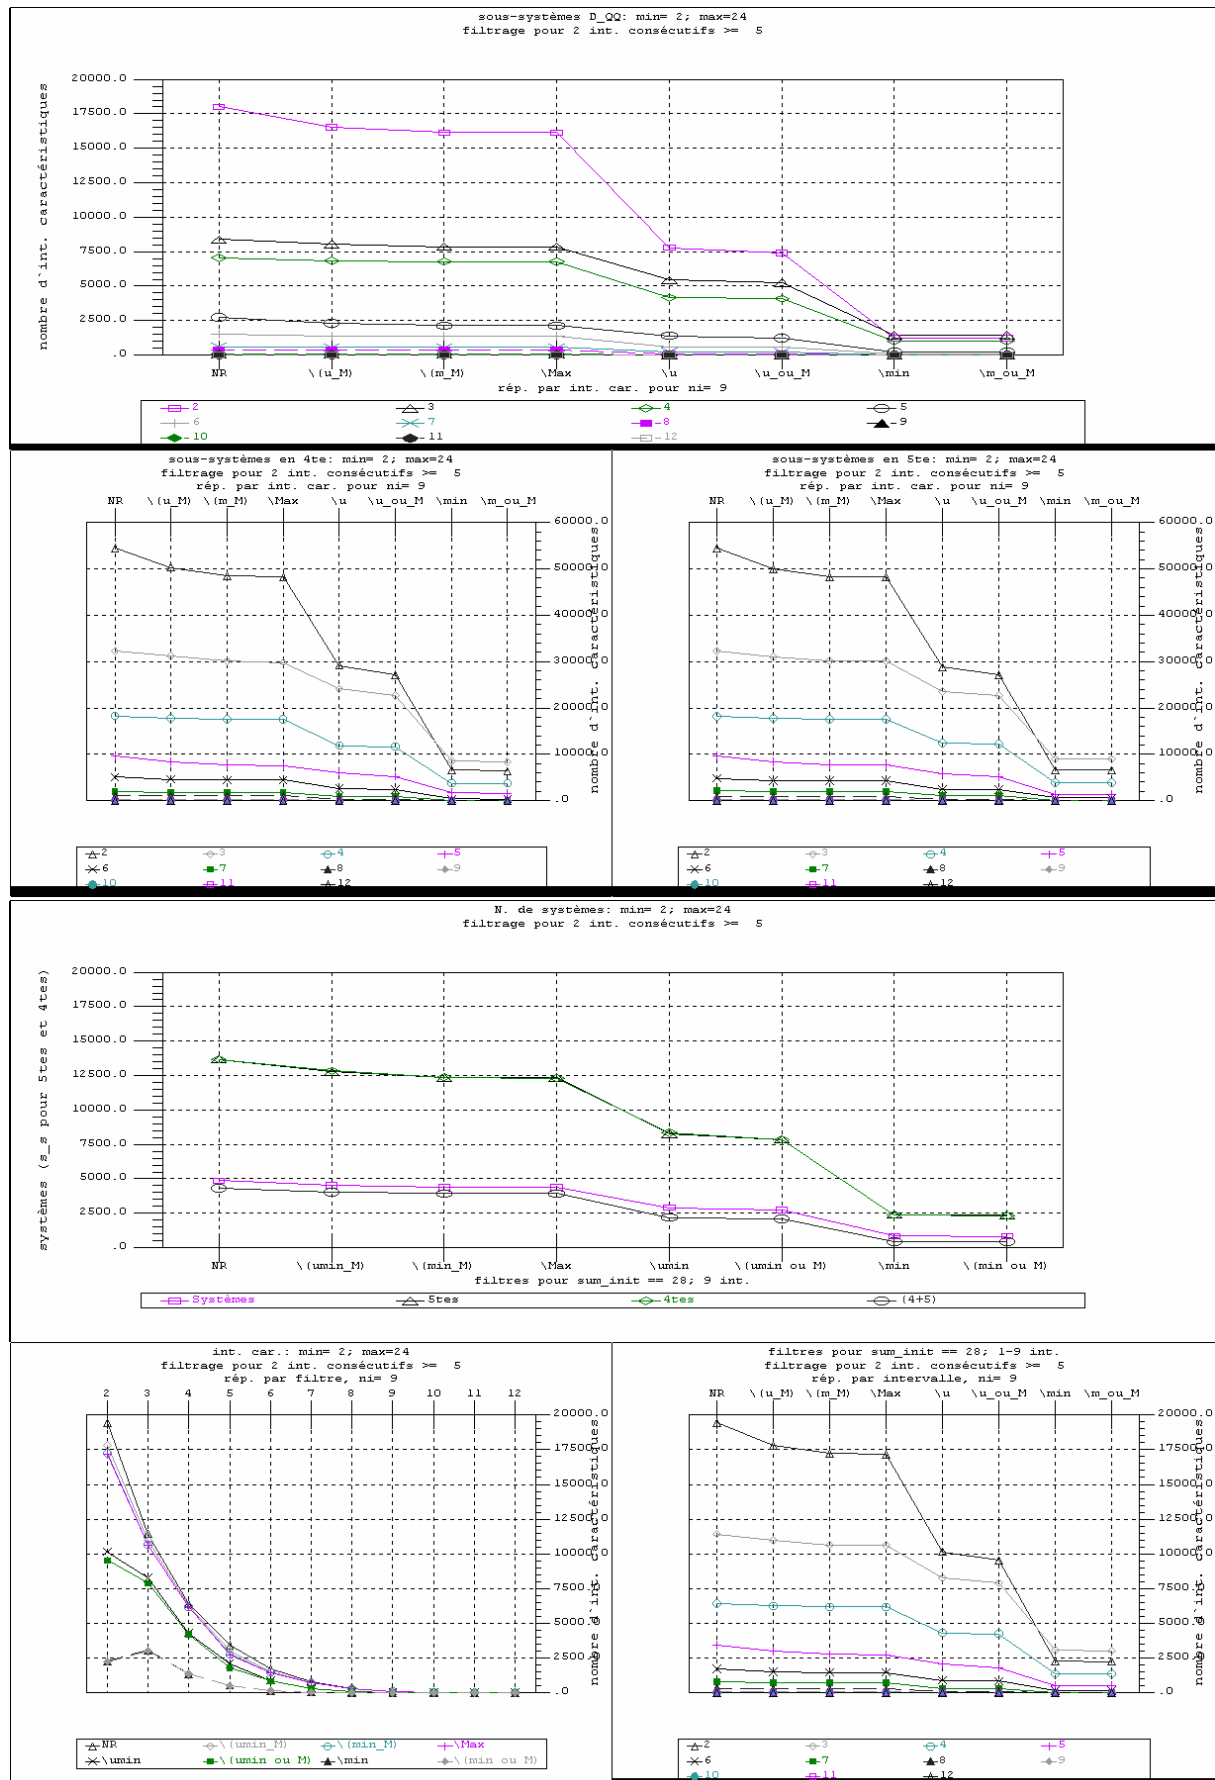 sous-systèmes D_QQ: min= 2; max=24
filtrage pour 2 int. consécutifs >= 5
nombre d`int. caractéristiques
20000.0
17500.0
15000.0
12500.0
10000.0
7500.0
5000.0
2500.0
.0
NR \(u_M) \(m_M) \Max \u \u_ou_M \min \m_ou_M
rép. par int. car. pour ni= 9
2 3 4 5
6 7 8 9
10 11 12
sous-systèmes en 4te: min= 2; max=24
filtrage pour 2 int. consécutifs >= 5
rép. par int. car. pour ni= 9
NR \(u_M) \(m_M) \Max \u \u_ou_M \min \m_ou_M
60000.0
50000.0
40000.0
30000.0
20000.0
10000.0
.0
nombre d`int. caractéristiques
2 3 4 5
6 7 8 9
10 11 12
sous-systèmes en 5te: min= 2; max=24
filtrage pour 2 int. consécutifs >= 5
rép. par int. car. pour ni= 9
NR \(u_M) \(m_M) \Max \u \u_ou_M \min \m_ou_M
60000.0
50000.0
40000.0
30000.0
20000.0
10000.0
.0
nombre d`int. caractéristiques
2 3 4 5
6 7 8 9
10 11 12
N. de systèmes: min= 2; max=24
filtrage pour 2 int. consécutifs >= 5
systèmes (s_s pour 5tes et 4tes)
20000.0
17500.0
15000.0
12500.0
10000.0
7500.0
5000.0
2500.0
.0
NR \(umin_M) \(min_M) \Max \umin \(umin ou M) \min \(min ou M)
filtres pour sum_init == 28; 9 int.
Systèmes 5tes 4tes (4+5)
int. car.: min= 2; max=24
filtrage pour 2 int. consécutifs >= 5
rép. par filtre, ni= 9
2 3 4 5 6 7 8 9 10 11 12
20000.0
17500.0
15000.0
12500.0
10000.0
7500.0
5000.0
2500.0
.0
nombre d`int. caractéristiques
NR \(umin_M) \(min_M) \Max
\umin \(umin ou M) \min \(min ou M)
filtres pour sum_init == 28; 1-9 int.
filtrage pour 2 int. consécutifs >= 5
rép. par intervalle, ni= 9
NR \(u_M) \(m_M) \Max \u \u_ou_M \min \m_ou_M
20000.0
17500.0
15000.0
12500.0
10000.0
7500.0
5000.0
2500.0
.0
nombre d`int. caractéristiques
2 3 4 5
6 7 8 9
10 11 12